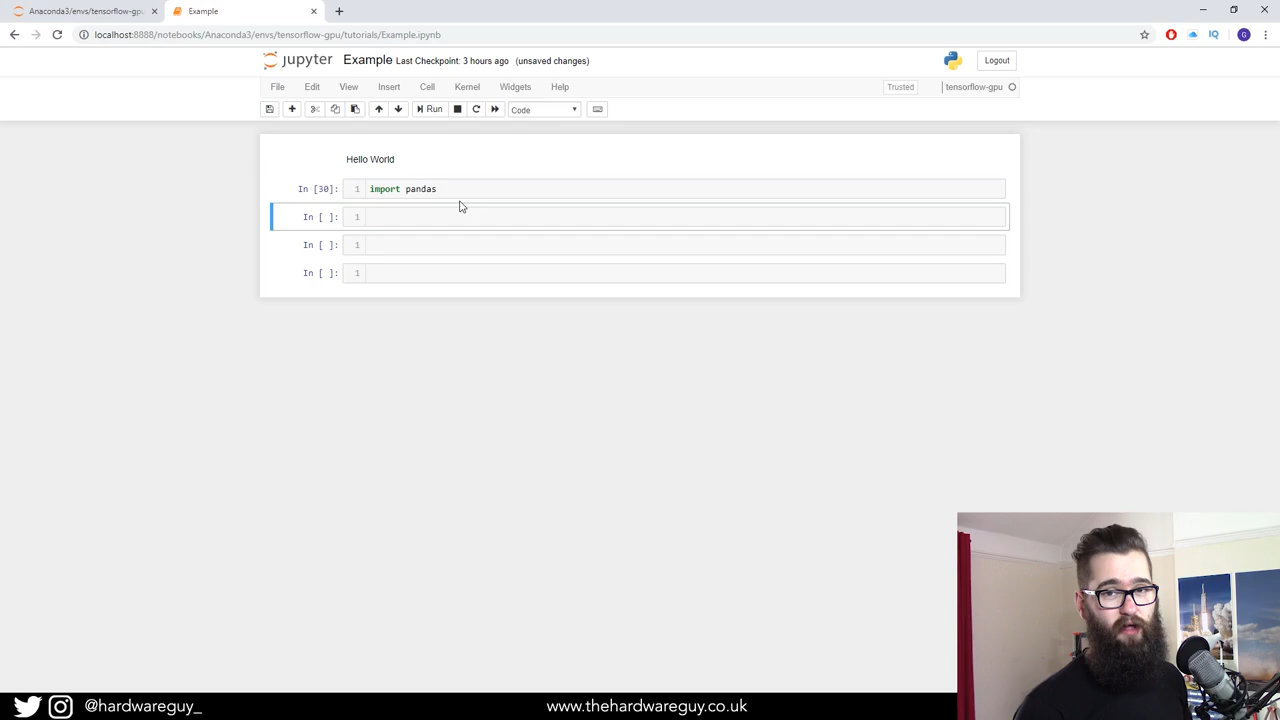 Anaconda3/envs/tensorflow-gpu/
Example
localhost:8888/notebooks/Anaconda3/envs/tensorflow-gpu/tutorials/Example.ipynb
IQ
G
jupyter Example Last Checkpoint: 3 hours ago (unsaved changes)
Logout
File Edit View Insert Cell Kernel Widgets Help
Trusted
tensorflow-gpu
Run
Code
Hello World
In [30]: 1 import pandas
In [ ]: 1
In [ ]: 1
In [ ]: 1
@hardwareguy_
www.thehardwareguy.co.uk